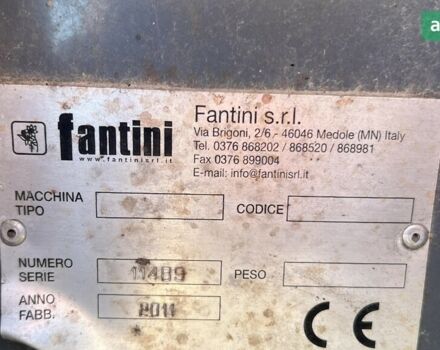 a
fantini
www.fantinisrl.it
Fantini s.r.l.
Via Brigoni, 2/6 - 46046 Medole (MN) Italy
Tel. 0376 868202 / 868520 / 868981
Fax 0376 899004
E-mail: info@fantinisrl.it
MACCHINA
TIPO
CODICE
NUMERO
SERIE
11489
PESO
ANNO
FABB.
2011
CE